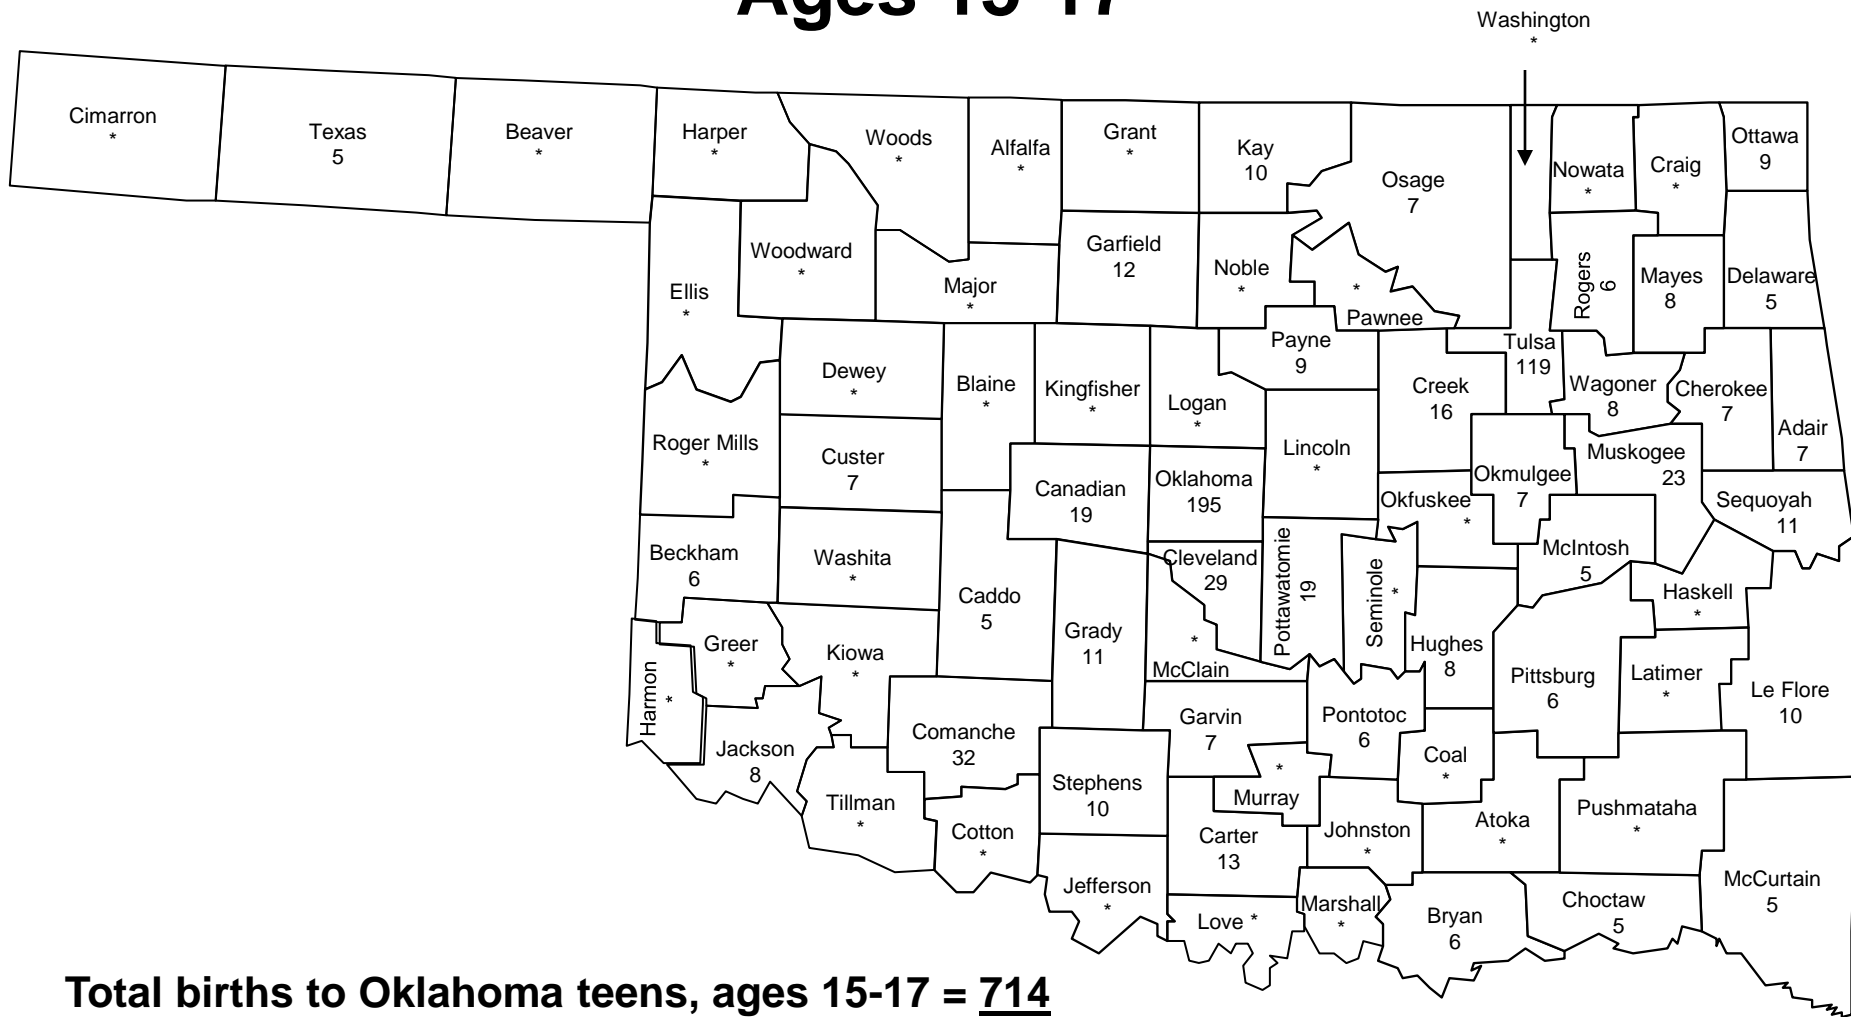 Ages 15-17
Washington
*
Cimarron
*
Texas
5
Beaver
*
Harper
*
Woods
*
Alfalfa
*
Grant
*
Kay
10
Osage
7
Nowata
*
Craig
*
Ottawa
9
Ellis
*
Woodward
*
Major
*
Garfield
12
Noble
*
*
Pawnee
Rogers
6
Mayes
8
Delaware
5
Dewey
*
Blaine
*
Kingfisher
*
Logan
*
Payne
9
Creek
16
Tulsa
119
Wagoner
8
Cherokee
7
Adair
7
Roger Mills
*
Custer
7
Canadian
19
Oklahoma
195
Lincoln
*
Okfuskee
*
Okmulgee
7
Muskogee
23
Sequoyah
11
Beckham
6
Washita
*
Caddo
5
Grady
11
Cleveland
29
*
McClain
Pottawatomie
19
Seminole
*
Hughes
8
McIntosh
5
Haskell
*
Harmon
*
Greer
*
Kiowa
*
Jackson
8
Comanche
32
Stephens
10
Garvin
7
*
Murray
Pontotoc
6
Coal
*
Pittsburg
6
Latimer
*
Le Flore
10
Tillman
*
Cotton
*
Jefferson
*
Carter
13
Love *
Johnston
*
Marshall
*
Atoka
*
Bryan
6
Pushmataha
*
Choctaw
5
McCurtain
5
Total births to Oklahoma teens, ages 15-17 = 714